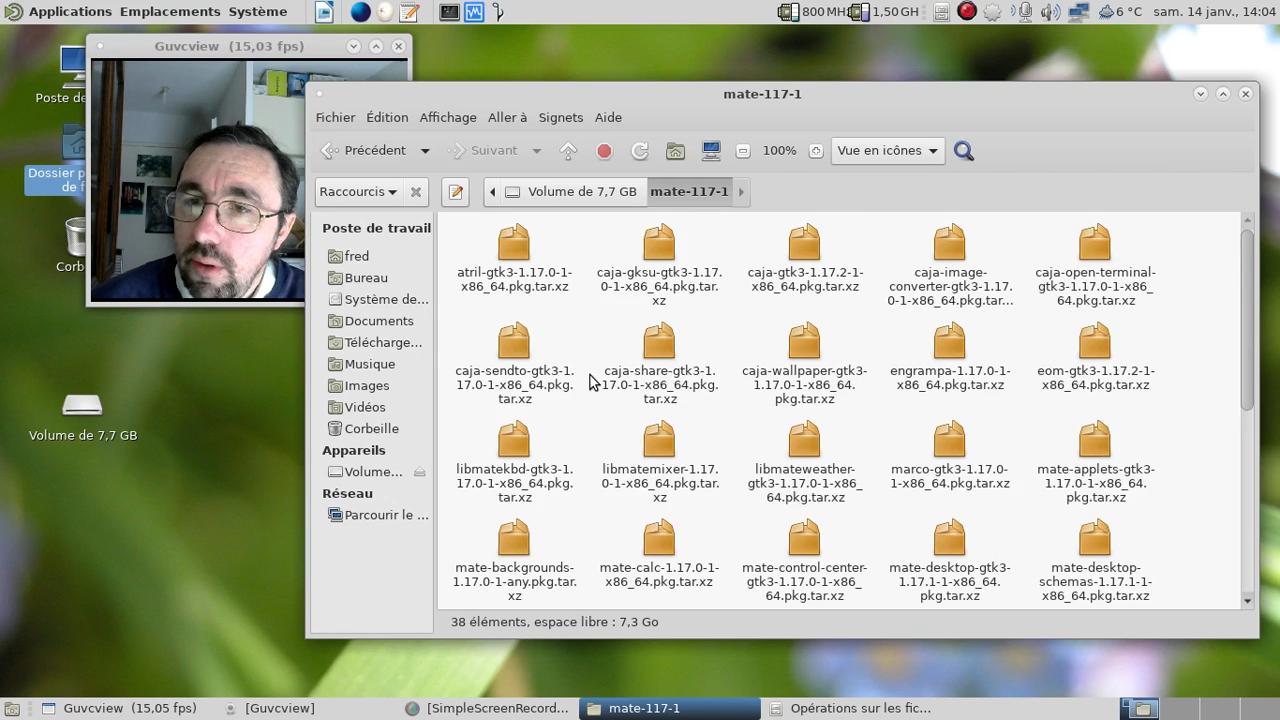 Applications Emplacements Système
800 MH
1,50 GH
6 °C sam. 14 janv., 14:04
Guvcview (15,03 fps)
Poste de
Dossier p
de f
Corb
Volume de 7,7 GB
mate-117-1
Fichier Édition Affichage Aller à Signets Aide
Précédent Suivant 100% Vue en icônes
Raccourcis Volume de 7,7 GB mate-117-1
Poste de travail
fred
Bureau
Système de...
Documents
Télécharge...
Musique
Images
Vidéos
Corbeille
Appareils
Volume...
Réseau
Parcourir le ...
atril-gtk3-1.17.0-1-
x86_64.pkg.tar.xz
caja-gksu-gtk3-1.17.
0-1-x86_64.pkg.tar.
xz
caja-gtk3-1.17.2-1-
x86_64.pkg.tar.xz
caja-image-
converter-gtk3-1.17.
0-1-x86_64.pkg.tar...
caja-open-terminal-
gtk3-1.17.0-1-x86_
64.pkg.tar.xz
caja-sendto-gtk3-1.
17.0-1-x86_64.pkg.
tar.xz
caja-share-gtk3-1.
17.0-1-x86_64.pkg.
tar.xz
caja-wallpaper-gtk3-
1.17.0-1-x86_64.
pkg.tar.xz
engrampa-1.17.0-1-
x86_64.pkg.tar.xz
eom-gtk3-1.17.2-1-
x86_64.pkg.tar.xz
libmatekbd-gtk3-1.
17.0-1-x86_64.pkg.
tar.xz
libmatemixer-1.17.
0-1-x86_64.pkg.tar.
xz
libmateweather-
gtk3-1.17.0-1-x86_
64.pkg.tar.xz
marco-gtk3-1.17.0-
1-x86_64.pkg.tar.xz
mate-applets-gtk3-
1.17.0-1-x86_64.
pkg.tar.xz
mate-backgrounds-
1.17.0-1-any.pkg.tar.
xz
mate-calc-1.17.0-1-
x86_64.pkg.tar.xz
mate-control-center-
gtk3-1.17.0-1-x86_
64.pkg.tar.xz
mate-desktop-gtk3-
1.17.1-1-x86_64.
pkg.tar.xz
mate-desktop-
schemas-1.17.1-1-
x86_64.pkg.tar.xz
38 éléments, espace libre : 7,3 Go
Guvcview (15,05 fps) [Guvcview] [SimpleScreenRecord... mate-117-1 Opérations sur les fic...